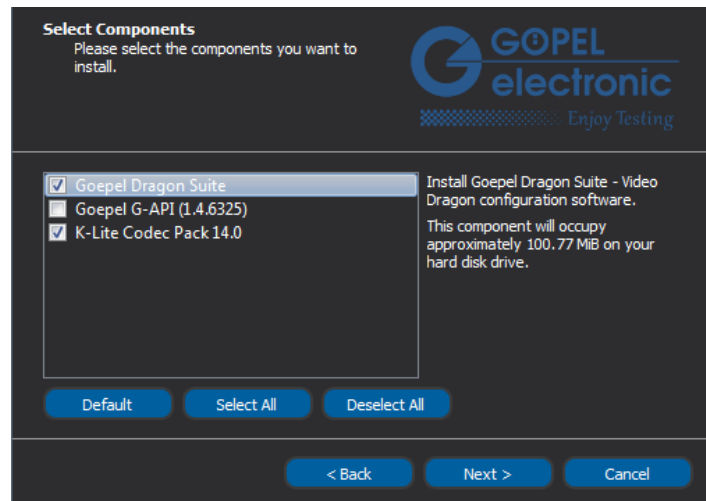 Select Components
Please select the components you want to
install.
GÖPEL
electronic
Enjoy Testing
Goepel Dragon Suite
Goepel G-API (1.4.6325)
K-Lite Codec Pack 14.0
Install Goepel Dragon Suite - Video
Dragon configuration software.
This component will occupy
approximately 100.77 MiB on your
hard disk drive.
Default
Select All
Deselect All
< Back
Next >
Cancel